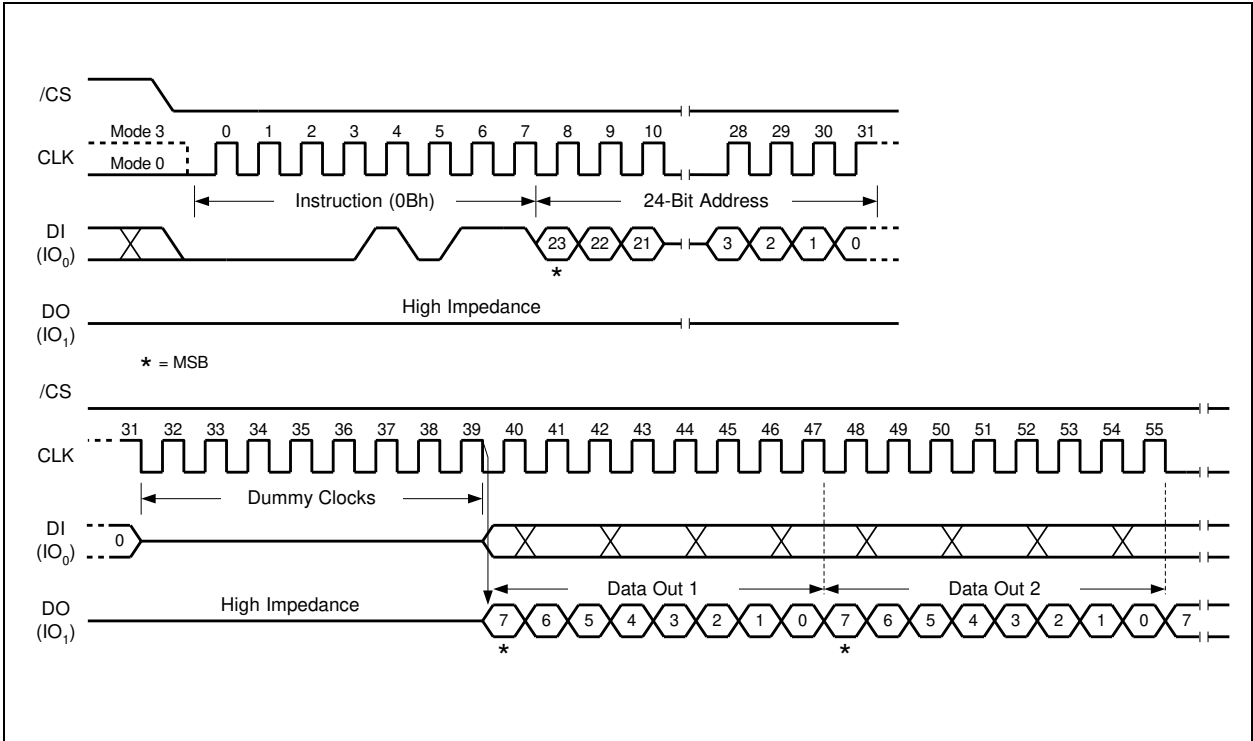 /CS
Mode 3 0 1 2 3 4 5 6 7 8 9 10 28 29 30 31
CLK
Mode 0
Instruction (0Bh) 24-Bit Address
DI
(IO0)
23 22 21 3 2 1 0
*
High Impedance
DO
(IO1)
* = MSB
/CS
31 32 33 34 35 36 37 38 39 40 41 42 43 44 45 46 47 48 49 50 51 52 53 54 55
CLK
Dummy Clocks
DI
(IO0)
0
Data Out 1 Data Out 2
High Impedance
DO
(IO1)
7 6 5 4 3 2 1 0 7 6 5 4 3 2 1 0 7
* *